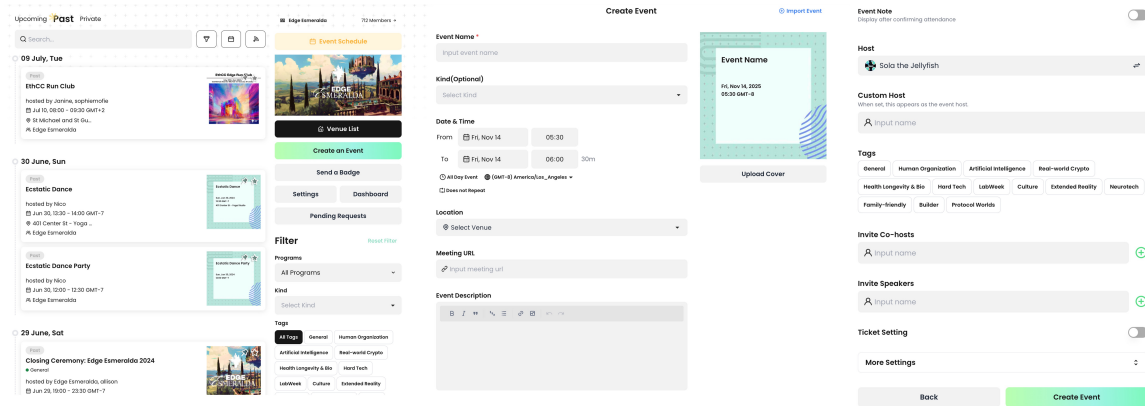 Upcoming Past Private
Search...
09 July, Tue
Past
EthCC Run Club
hosted by Janine, sophiemofle
Jul 10, 08:00 - 09:30 GMT+2
St Michael and St Gu...
Edge Esmeralda
EthCC Edge Run Club
30 June, Sun
Past
Ecstatic Dance
hosted by Nico
Jun 30, 13:30 - 14:00 GMT-7
401 Center St - Yoga ...
Edge Esmeralda
Ecstatic Dance
Past
Ecstatic Dance Party
hosted by Nico
Jun 30, 12:00 - 12:30 GMT-7
Edge Esmeralda
Ecstatic Dance Party
29 June, Sat
Past
Closing Ceremony: Edge Esmeralda 2024
General
hosted by Edge Esmeralda, allison
Jun 29, 19:00 - 23:30 GMT-7
EDGE
ESMERALDA
Edge Esmeralda
712 Members
Event Schedule
EDGE
ESMERALDA
Venue List
Create an Event
Send a Badge
Settings
Dashboard
Pending Requests
Filter
Reset Filter
Programs
All Programs
Kind
Select Kind
Tags
All Tags General Human Organization
Artificial Intelligence Real-world Crypto
Health Longevity & Bio Hard Tech
LabWeek Culture Extended Reality
Create Event
Import Event
Event Name *
Input event name
Kind(Optional)
Select Kind
Date & Time
From Fri, Nov 14 05:30
To Fri, Nov 14 06:00 30m
All Day Event (GMT-8) America/Los_Angeles
Does not Repeat
Location
Select Venue
Meeting URL
Input meeting url
Event Description
Event Name
Fri, Nov 14, 2025
05:30 GMT-8
Upload Cover
Event Note
Display after confirming attendance
Host
Sola the Jellyfish
Custom Host
When set, this appears as the event host.
Input name
Tags
General Human Organization Artificial Intelligence Real-world Crypto
Health Longevity & Bio Hard Tech LabWeek Culture Extended Reality Neurotech
Family-friendly Builder Protocol Worlds
Invite Co-hosts
Input name
Invite Speakers
Input name
Ticket Setting
More Settings
Back
Create Event